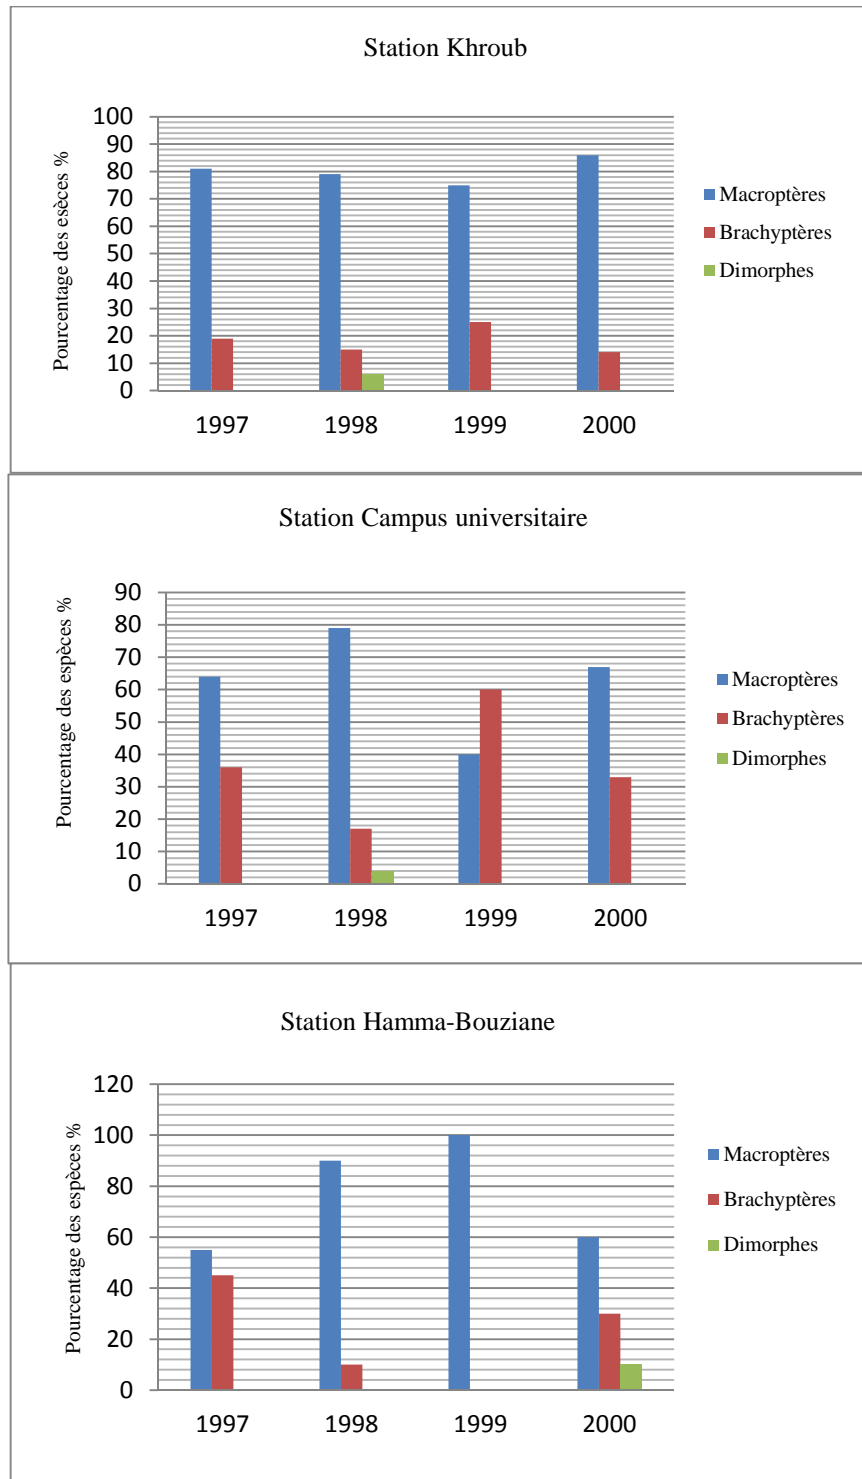 Station Khroub
Pourcentage des esèces %
100
90
80
70
60
50
40
30
20
10
0
1997 1998 1999 2000
Macroptères
Brachyptères
Dimorphes
Station Campus universitaire
Pourcentage des espèces %
90
80
70
60
50
40
30
20
10
0
1997 1998 1999 2000
Macroptères
Brachyptères
Dimorphes
Station Hamma-Bouziane
Pourcentage des espèces %
120
100
80
60
40
20
0
1997 1998 1999 2000
Macroptères
Brachyptères
Dimorphes